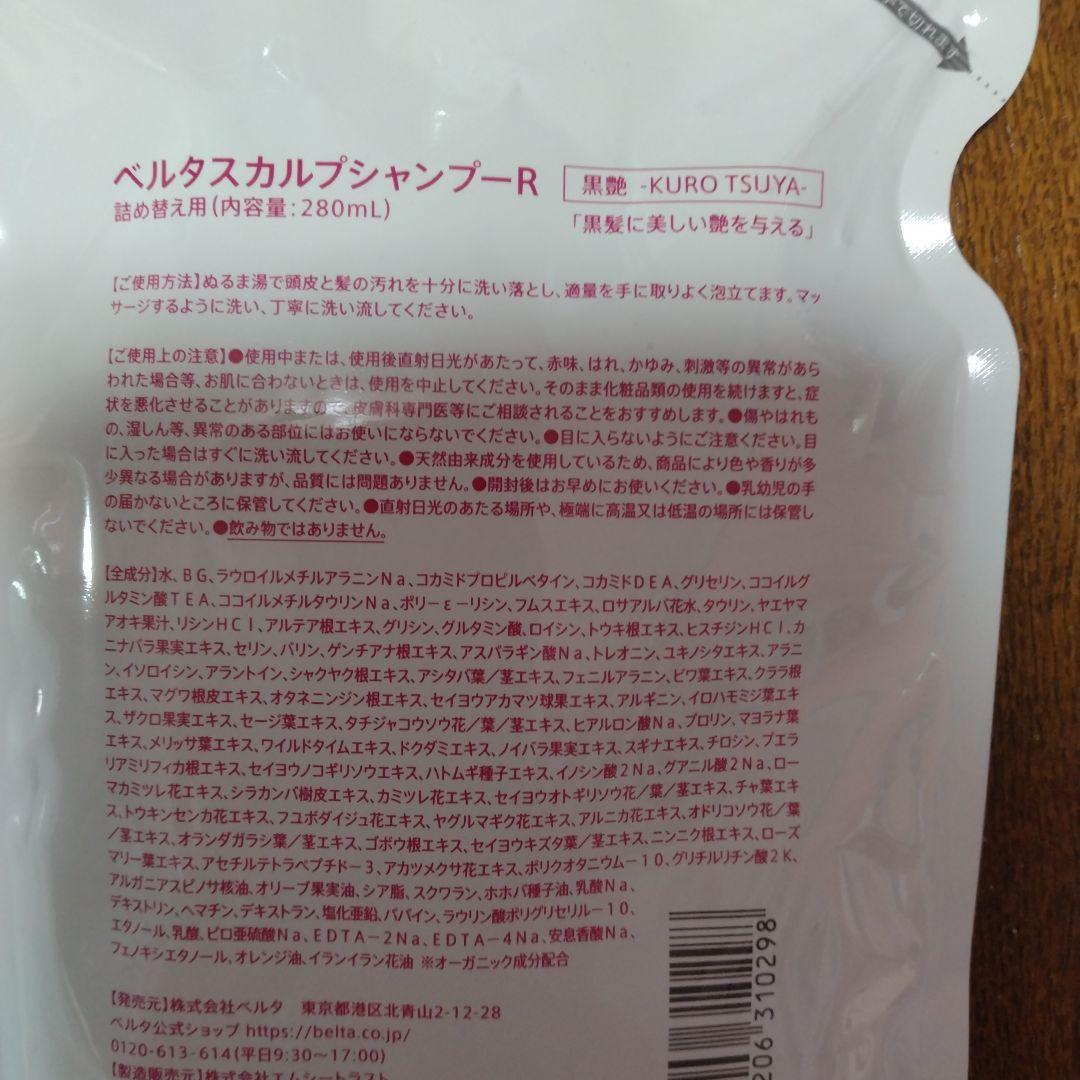 で切れます
ベルタスカルプシャンプーR 黒艶 -KURO TSUYA-
詰め替え用(内容量:280mL) 「黒髪に美しい艶を与える」
【ご使用方法】ぬるま湯で頭皮と髪の汚れを十分に洗い落とし、適量を手に取りよく泡立てます。マッ
サージするように洗い、丁寧に洗い流してください。
【ご使用上の注意】●使用中または、使用後直射日光があたって、赤味、はれ、かゆみ、刺激等の異常があら
われた場合等、お肌に合わないときは、使用を中止してください。そのまま化粧品類の使用を続けますと、症
状を悪化させることがありますので、皮膚科専門医等にご相談されることをおすすめします。●傷やはれも
の、湿しん等、異常のある部位にはお使いにならないでください。●目に入らないようにご注意ください。目
に入った場合はすぐに洗い流してください。●天然由来成分を使用しているため、商品により色や香りが多
少異なる場合がありますが、品質には問題ありません。●開封後はお早めにお使いください。●乳幼児の手
の届かないところに保管してください。●直射日光のあたる場所や、極端に高温又は低温の場所には保管し
ないでください。●飲み物ではありません。
【全成分】水、BG、ラウロイルメチルアラニンNa、コカミドプロピルベタイン、コカミドDEA、グリセリン、ココイルグ
ルタミン酸TEA、ココイルメチルタウリンNa、ポリ-ε-リシン、フムスエキス、ロサアルバ花水、タウリン、ヤエヤマ
アオキ果汁、リシンHCl、アルテア根エキス、グリシン、グルタミン酸、ロイシン、トウキ根エキス、ヒスチジンHCl、カ
ニナバラ果実エキス、セリン、バリン、ゲンチアナ根エキス、アスパラギン酸Na、トレオニン、ユキノシタエキス、アラニ
ン、イソロイシン、アラントイン、シャクヤク根エキス、アシタバ葉/茎エキス、フェニルアラニン、ビワ葉エキス、クララ根
エキス、マグワ根皮エキス、オタネニンジン根エキス、セイヨウアカマツ球果エキス、アルギニン、イロハモミジ葉エキ
ス、ザクロ果実エキス、セージ葉エキス、タチジャコウソウ花/葉/茎エキス、ヒアルロン酸Na、プロリン、マヨラナ葉
エキス、メリッサ葉エキス、ワイルドタイムエキス、ドクダミエキス、ノイバラ果実エキス、スギナエキス、チロシン、プエラ
リアミリフィカ根エキス、セイヨウノコギリソウエキス、ハトムギ種子エキス、イノシン酸2Na、グアニル酸2Na、ロー
マカミツレ花エキス、シラカンバ樹皮エキス、カミツレ花エキス、セイヨウオトギリソウ花/葉/茎エキス、チャ葉エキ
ス、トウキンセンカ花エキス、フユボダイジュ花エキス、ヤグルマギク花エキス、アルニカ花エキス、オドリコソウ花/葉
/茎エキス、オランダガラシ葉/茎エキス、ゴボウ根エキス、セイヨウキズタ葉/茎エキス、ニンニク根エキス、ローズ
マリー葉エキス、アセチルテトラペプチド-3、アカツメクサ花エキス、ポリクオタニウム-10、グリチルリチン酸2K、
アルガニアスピノサ核油、オリーブ果実油、シア脂、スクワラン、ホホバ種子油、乳酸Na、
デキストリン、ヘマチン、デキストラン、塩化亜鉛、パパイン、ラウリン酸ポリグリセリル-10、
エタノール、乳酸、ピロ亜硫酸Na、EDTA-2Na、EDTA-4Na、安息香酸Na、
フェノキシエタノール、オレンジ油、イランイラン花油 ※オーガニック成分配合
【発売元】株式会社ベルタ 東京都港区北青山2-12-28
ベルタ公式ショップ https://belta.co.jp/
0120-613-614(平日9:30〜17:00)
【製造販売元】株式会社エムシートラスト
206 310298